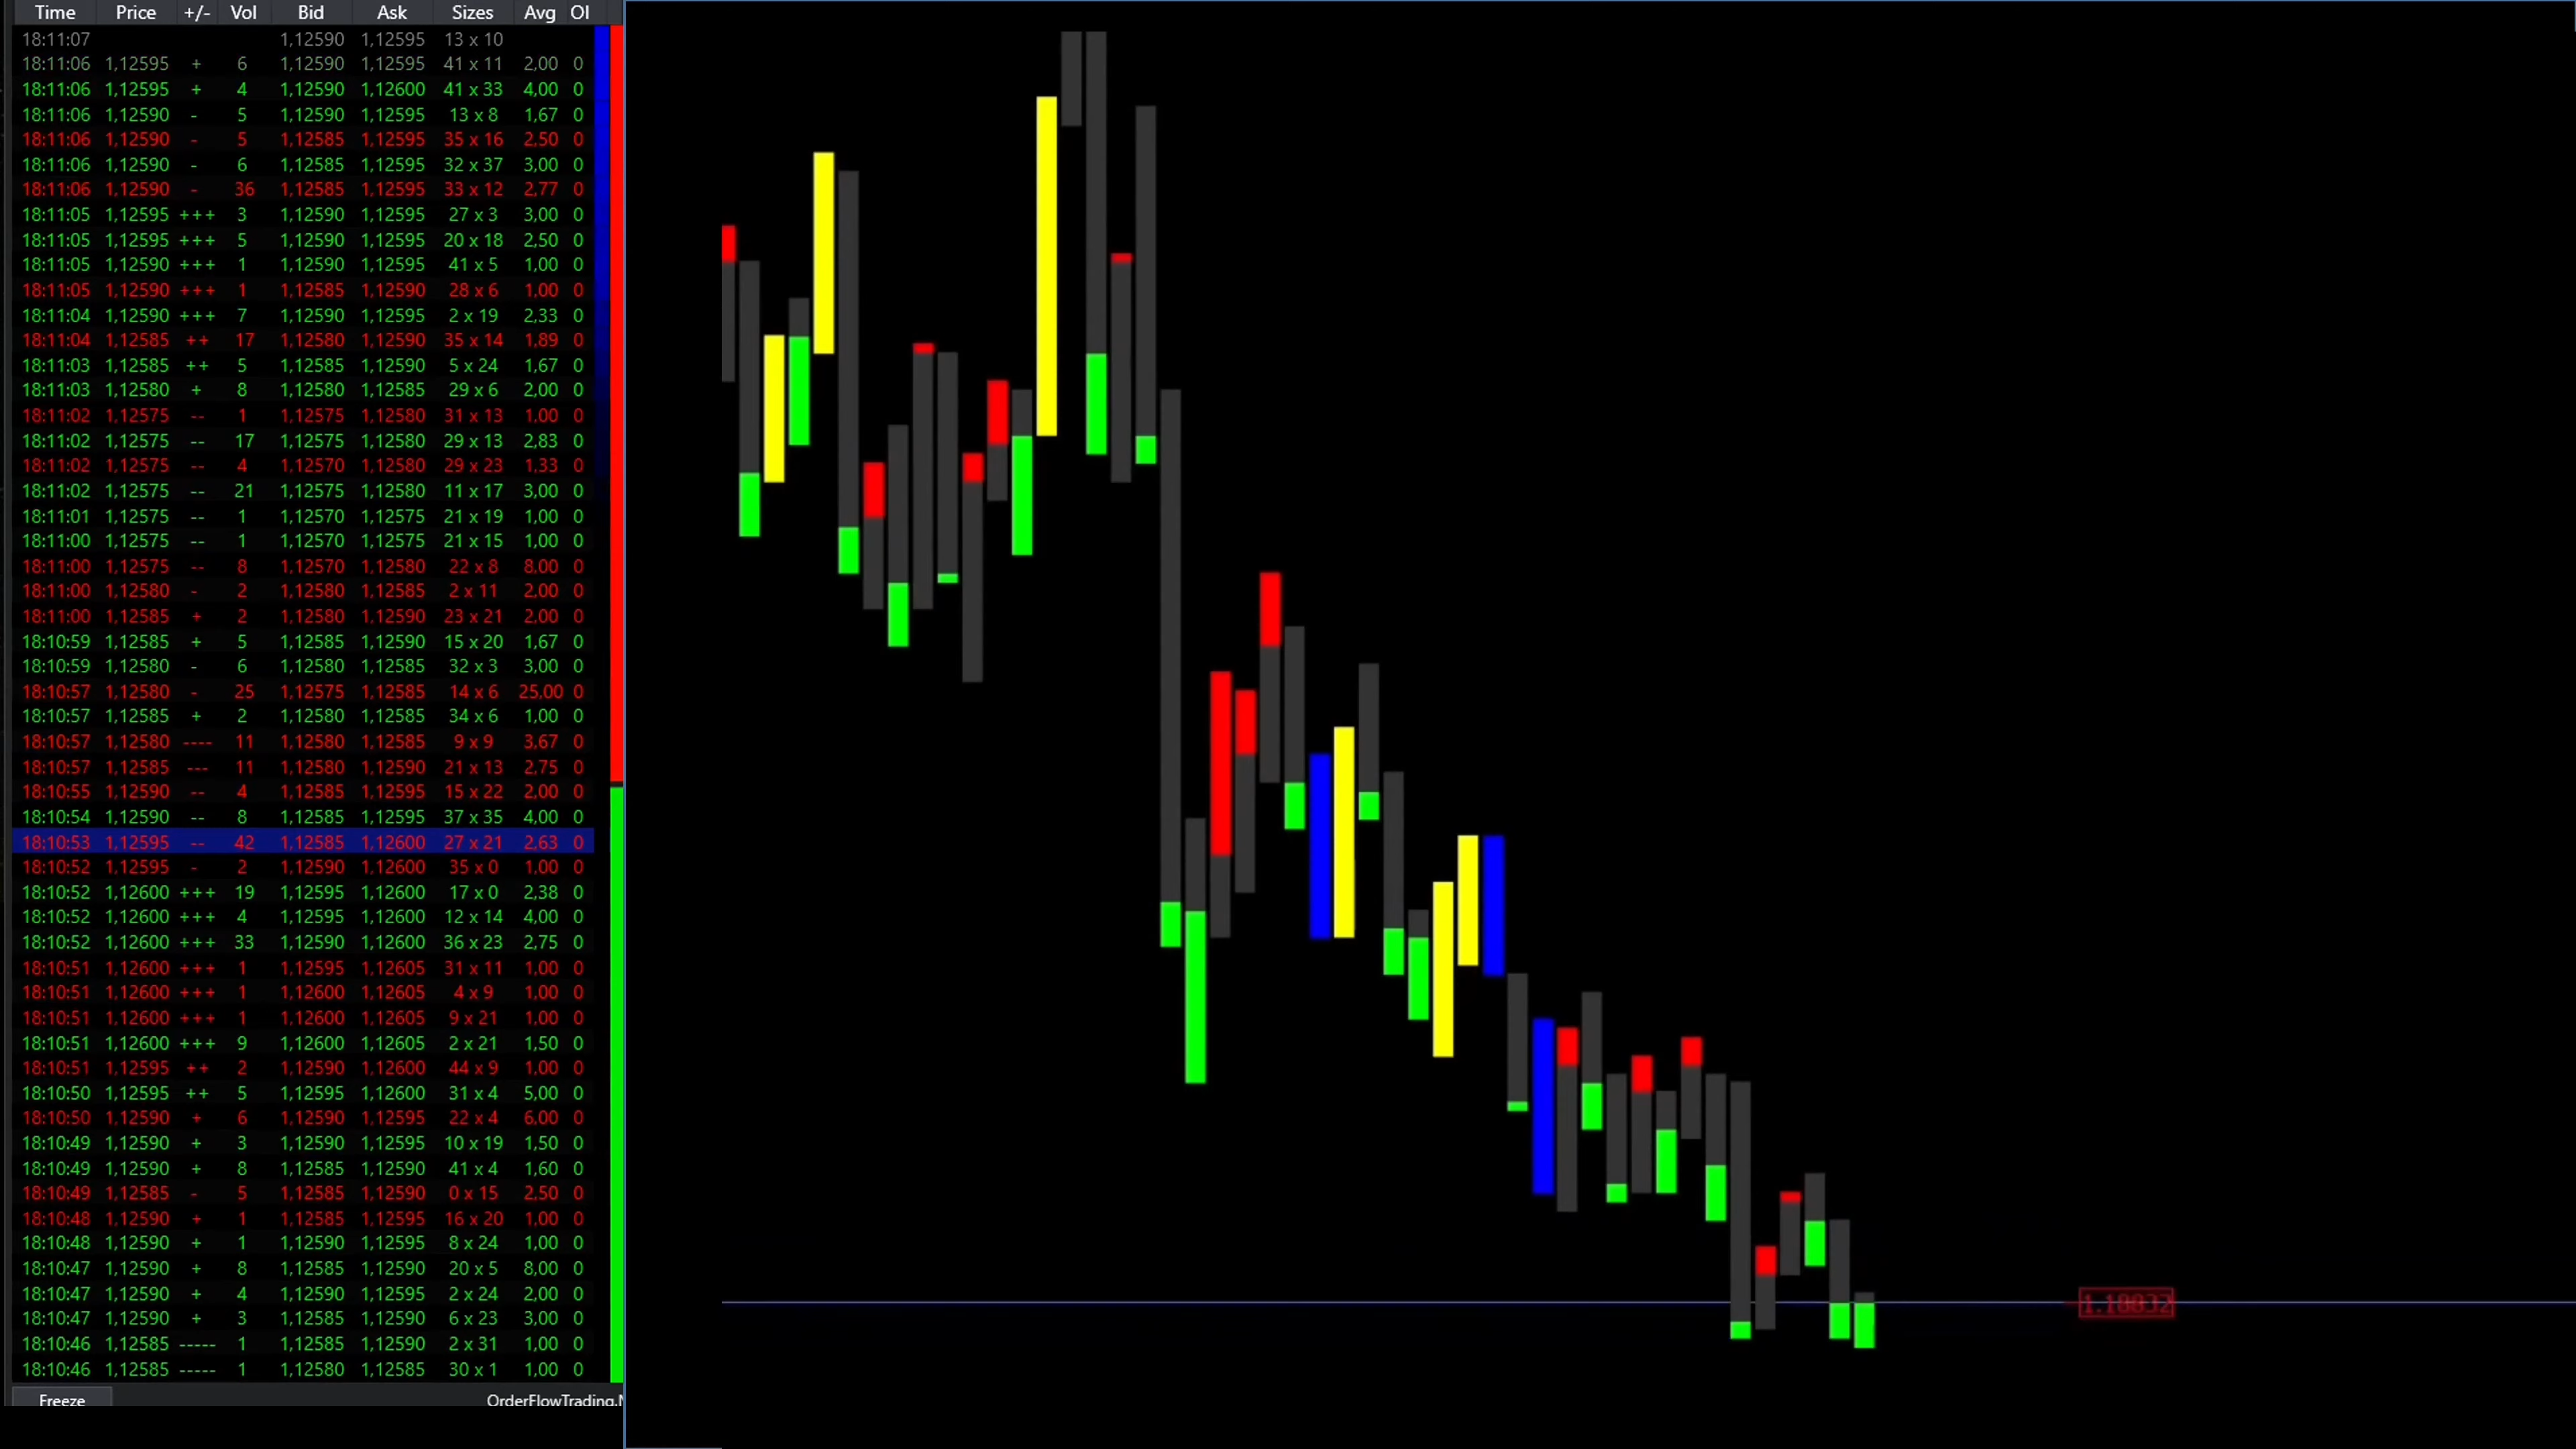 Time Price +/- Vol Bid Ask Sizes Avg OI
18:11:07 1,12590 1,12595 13 x 10
18:11:06 1,12595 + 6 1,12590 1,12595 41 x 11 2,00 0
18:11:06 1,12595 + 4 1,12590 1,12600 41 x 33 4,00 0
18:11:06 1,12590 - 5 1,12590 1,12595 13 x 8 1,67 0
18:11:06 1,12590 - 5 1,12585 1,12595 35 x 16 2,50 0
18:11:06 1,12590 - 6 1,12585 1,12595 32 x 37 3,00 0
18:11:06 1,12590 - 36 1,12585 1,12595 33 x 12 2,77 0
18:11:05 1,12595 +++ 3 1,12590 1,12595 27 x 3 3,00 0
18:11:05 1,12595 +++ 5 1,12590 1,12595 20 x 18 2,50 0
18:11:05 1,12590 +++ 1 1,12590 1,12595 41 x 5 1,00 0
18:11:05 1,12590 +++ 1 1,12585 1,12590 28 x 6 1,00 0
18:11:04 1,12590 +++ 7 1,12590 1,12595 2 x 19 2,33 0
18:11:04 1,12585 ++ 17 1,12580 1,12590 35 x 14 1,89 0
18:11:03 1,12585 ++ 5 1,12585 1,12590 5 x 24 1,67 0
18:11:03 1,12580 + 8 1,12580 1,12585 29 x 6 2,00 0
18:11:02 1,12575 -- 1 1,12575 1,12580 31 x 13 1,00 0
18:11:02 1,12575 -- 17 1,12575 1,12580 29 x 13 2,83 0
18:11:02 1,12575 -- 4 1,12570 1,12580 29 x 23 1,33 0
18:11:02 1,12575 -- 21 1,12575 1,12580 11 x 17 3,00 0
18:11:01 1,12575 -- 1 1,12570 1,12575 21 x 19 1,00 0
18:11:00 1,12575 -- 1 1,12570 1,12575 21 x 15 1,00 0
18:11:00 1,12575 -- 8 1,12570 1,12580 22 x 8 8,00 0
18:11:00 1,12580 - 2 1,12580 1,12585 2 x 11 2,00 0
18:11:00 1,12585 + 2 1,12580 1,12590 23 x 21 2,00 0
18:10:59 1,12585 + 5 1,12585 1,12590 15 x 20 1,67 0
18:10:59 1,12580 - 6 1,12580 1,12585 32 x 3 3,00 0
18:10:57 1,12580 - 25 1,12575 1,12585 14 x 6 25,00 0
18:10:57 1,12585 + 2 1,12580 1,12585 34 x 6 1,00 0
18:10:57 1,12580 ---- 11 1,12580 1,12585 9 x 9 3,67 0
18:10:57 1,12585 --- 11 1,12580 1,12590 21 x 13 2,75 0
18:10:55 1,12590 -- 4 1,12585 1,12595 15 x 22 2,00 0
18:10:54 1,12590 -- 8 1,12585 1,12595 37 x 35 4,00 0
18:10:53 1,12595 -- 42 1,12585 1,12600 27 x 21 2,63 0
18:10:52 1,12595 - 2 1,12590 1,12600 35 x 0 1,00 0
18:10:52 1,12600 +++ 19 1,12595 1,12600 17 x 0 2,38 0
18:10:52 1,12600 +++ 4 1,12595 1,12600 12 x 14 4,00 0
18:10:52 1,12600 +++ 33 1,12590 1,12600 36 x 23 2,75 0
18:10:51 1,12600 +++ 1 1,12595 1,12605 31 x 11 1,00 0
18:10:51 1,12600 +++ 1 1,12600 1,12605 4 x 9 1,00 0
18:10:51 1,12600 +++ 1 1,12600 1,12605 9 x 21 1,00 0
18:10:51 1,12600 +++ 9 1,12600 1,12605 2 x 21 1,50 0
18:10:51 1,12595 ++ 2 1,12590 1,12600 44 x 9 1,00 0
18:10:50 1,12595 ++ 5 1,12595 1,12600 31 x 4 5,00 0
18:10:50 1,12590 + 6 1,12590 1,12595 22 x 4 6,00 0
18:10:49 1,12590 + 3 1,12590 1,12595 10 x 19 1,50 0
18:10:49 1,12590 + 8 1,12585 1,12590 41 x 4 1,60 0
18:10:49 1,12585 - 5 1,12585 1,12590 0 x 15 2,50 0
18:10:48 1,12590 + 1 1,12585 1,12595 16 x 20 1,00 0
18:10:48 1,12590 + 1 1,12590 1,12595 8 x 24 1,00 0
18:10:47 1,12590 + 8 1,12585 1,12590 20 x 5 8,00 0
18:10:47 1,12590 + 4 1,12590 1,12595 2 x 24 2,00 0
18:10:47 1,12590 + 3 1,12585 1,12590 6 x 23 3,00 0
18:10:46 1,12585 ----- 1 1,12585 1,12590 2 x 31 1,00 0
18:10:46 1,12585 ----- 1 1,12580 1,12585 30 x 1 1,00 0
Freeze OrderFlowTrading.N